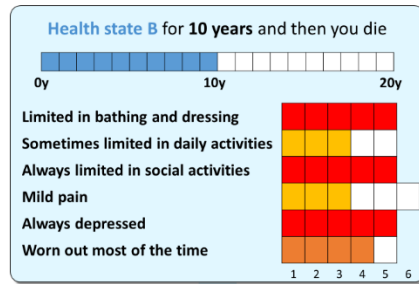 Health state B for 10 years and then you die
0y 10y 20y
Limited in bathing and dressing
Sometimes limited in daily activities
Always limited in social activities
Mild pain
Always depressed
Worn out most of the time
1 2 3 4 5 6